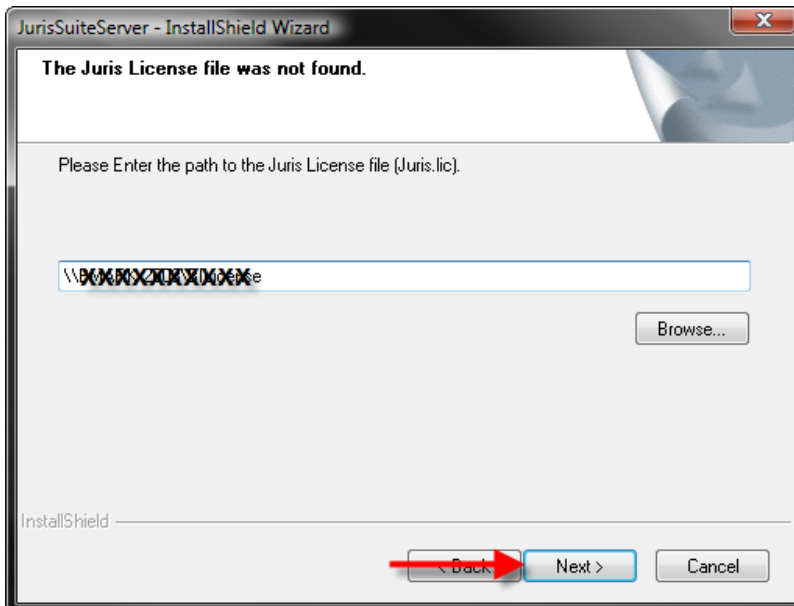 JurisSuiteServer - InstallShield Wizard
The Juris License file was not found.
Please Enter the path to the Juris License file (Juris.lic).
Browse...
InstallShield
< Back
Next >
Cancel